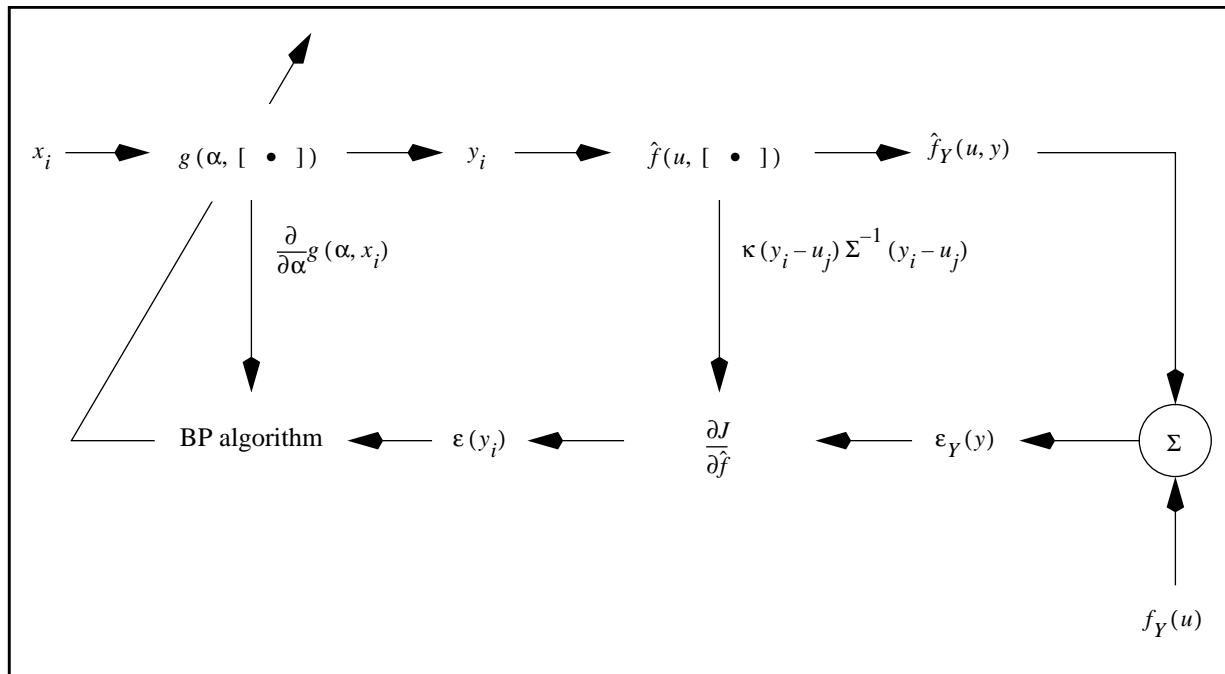 x_i g(α, [ • ]) y_i f̂(u, [ • ]) f̂_Y(u, y)
∂/∂α g(α, x_i) κ(y_i – u_j) Σ^{–1} (y_i – u_j)
BP algorithm ε(y_i) ∂J/∂f̂ ε_Y(y) Σ
f_Y(u)